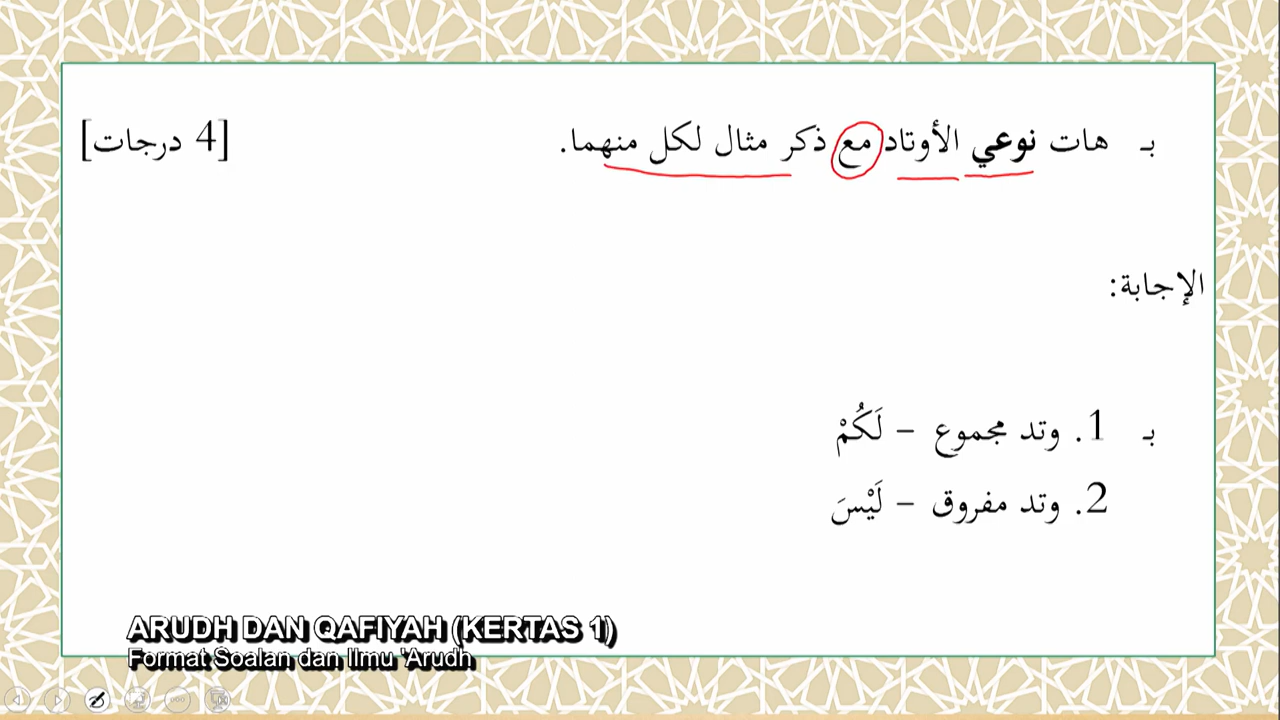 بـ هات نوعي الأوتاد مع ذكر مثال لكل منهما. [4 درجات]
الإجابة:
بـ 1. وتد مجموع – لَكُمْ
2. وتد مفروق – لَيْسَ
ARUDH DAN QAFIYAH (KERTAS 1)
Format Soalan dan Ilmu 'Arudh